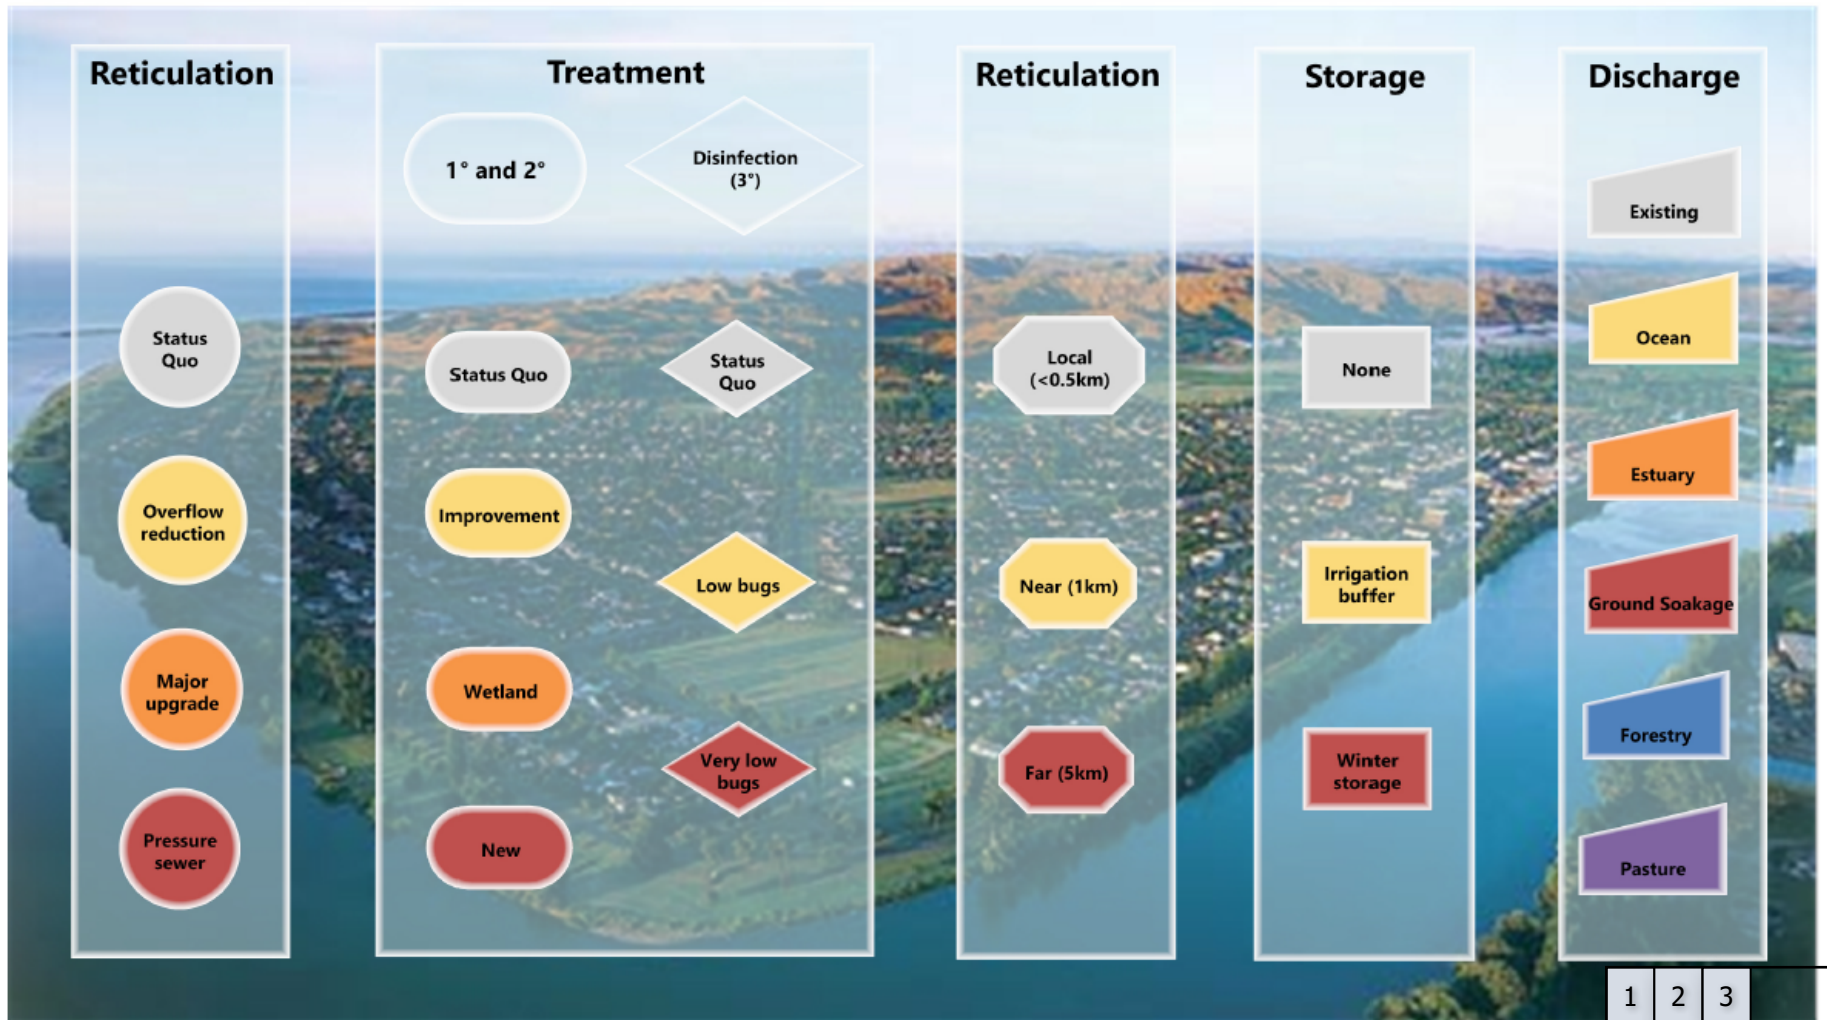 Reticulation
Status
Quo
Overflow
reduction
Major
upgrade
Pressure
sewer
Treatment
1° and 2°
Disinfection
(3°)
Status Quo
Status
Quo
Improvement
Low bugs
Wetland
Very low
bugs
New
Reticulation
Local
(<0.5km)
Near (1km)
Far (5km)
Storage
None
Irrigation
buffer
Winter
storage
Discharge
Existing
Ocean
Estuary
Ground Soakage
Forestry
Pasture
1 2 3